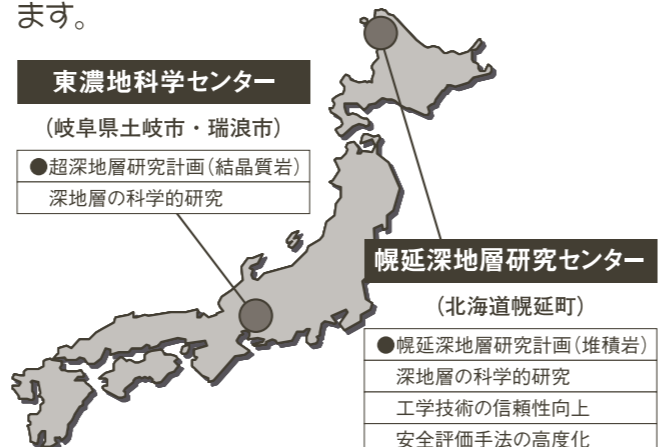 ます。
東濃地科学センター
(岐阜県土岐市・瑞浪市)
●超深地層研究計画(結晶質岩)
深地層の科学的研究
幌延深地層研究センター
(北海道幌延町)
●幌延深地層研究計画(堆積岩)
深地層の科学的研究
工学技術の信頼性向上
安全評価手法の高度化